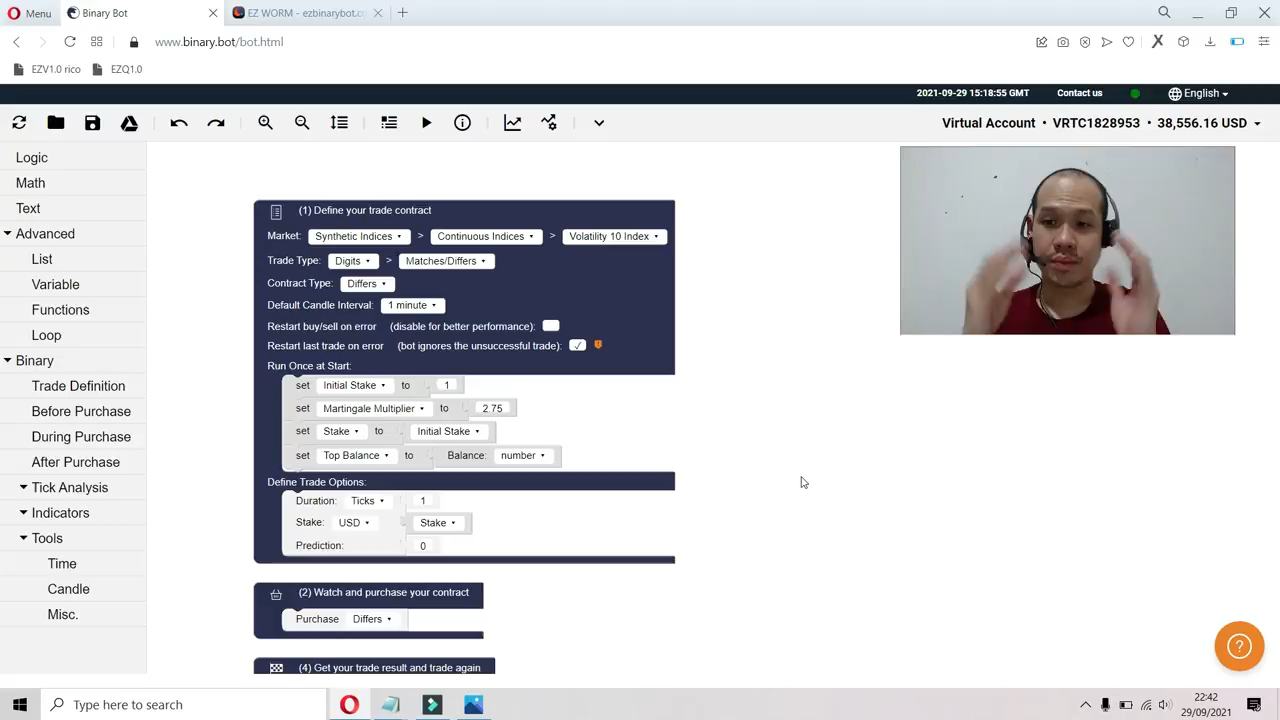 Menu
Binary Bot
EZ WORM - ezbinarybot.co
www.binary.bot/bot.html
EZV1.0 rico
EZQ1.0
2021-09-29 15:18:55 GMT
Contact us
English
Virtual Account • VRTC1828953 • 38,556.16 USD
Logic
Math
Text
Advanced
List
Variable
Functions
Loop
Binary
Trade Definition
Before Purchase
During Purchase
After Purchase
Tick Analysis
Indicators
Tools
Time
Candle
Misc.
(1) Define your trade contract
Market: Synthetic Indices > Continuous Indices > Volatility 10 Index
Trade Type: Digits > Matches/Differs
Contract Type: Differs
Default Candle Interval: 1 minute
Restart buy/sell on error (disable for better performance):
Restart last trade on error (bot ignores the unsuccessful trade): ✓
Run Once at Start:
set Initial Stake to 1
set Martingale Multiplier to 2.75
set Stake to Initial Stake
set Top Balance to Balance: number
Define Trade Options:
Duration: Ticks 1
Stake: USD Stake
Prediction: 0
(2) Watch and purchase your contract
Purchase Differs
(4) Get your trade result and trade again
Type here to search
22:42
29/09/2021